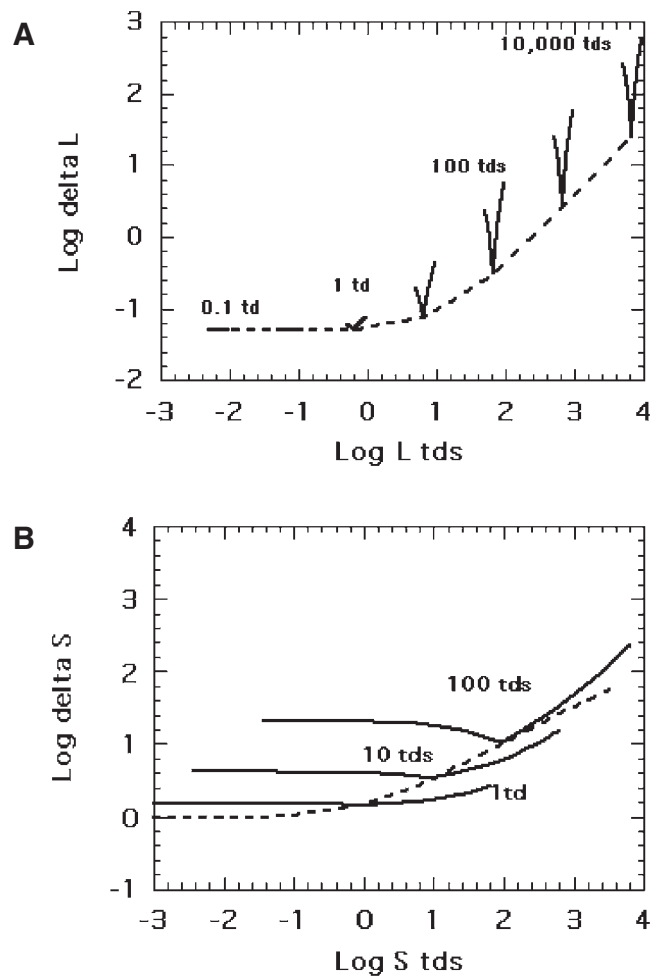 A
3
2
1
0
-1
-2
Log delta L
10,000 tds
100 tds
1 td
0.1 td
-3 -2 -1 0 1 2 3 4
Log L tds
B
4
3
2
1
0
-1
Log delta S
100 tds
10 tds
1td
-3 -2 -1 0 1 2 3 4
Log S tds